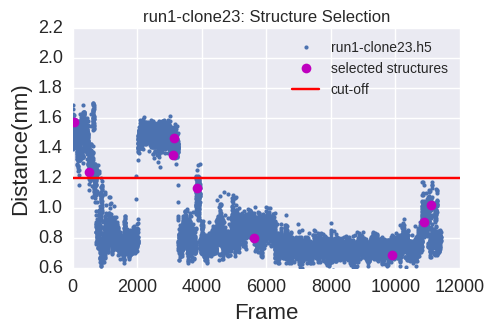 run1-clone23: Structure Selection
2.2
2.0
1.8
1.6
1.4
1.2
1.0
0.8
0.6
Distance(nm)
run1-clone23.h5
selected structures
cut-off
0 2000 4000 6000 8000 10000 12000
Frame